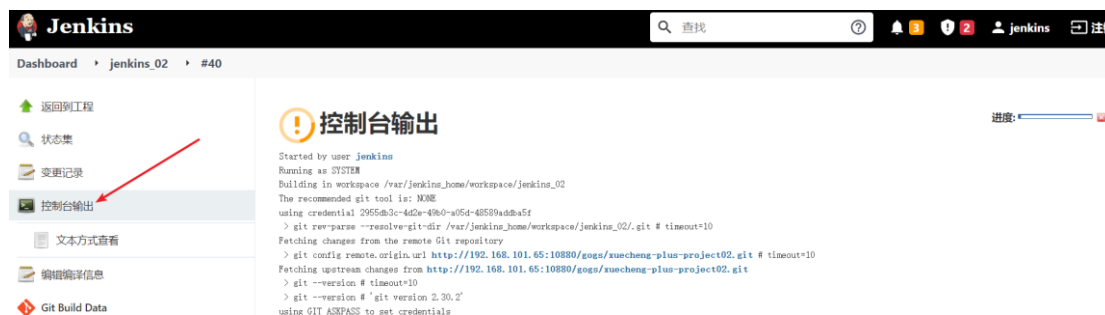 Jenkins
查找
3
2
jenkins
注
Dashboard
jenkins_02
#40
返回到工程
状态集
变更记录
控制台输出
文本方式查看
编辑编译信息
Git Build Data
控制台输出
进度:
Started by user jenkins
Running as SYSTEM
Building in workspace /var/jenkins_home/workspace/jenkins_02
The recommended git tool is: NONE
using credential 2955db3c-4d2e-49b0-a05d-48589addba5f
> git rev-parse --resolve-git-dir /var/jenkins_home/workspace/jenkins_02/.git # timeout=10
Fetching changes from the remote Git repository
> git config remote.origin.url http://192.168.101.65:10880/gogs/xuecheng-plus-project02.git # timeout=10
Fetching upstream changes from http://192.168.101.65:10880/gogs/xuecheng-plus-project02.git
> git --version # timeout=10
> git --version # 'git version 2.30.2'
using GIT_ASKPASS to set credentials